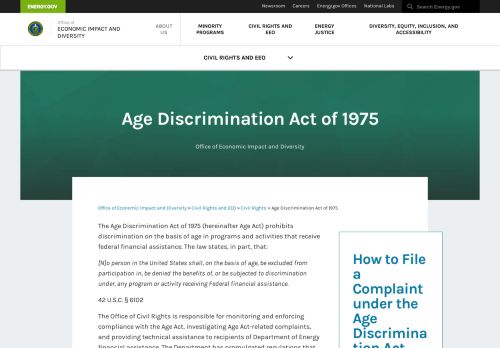 ENERGY.GOV
Newsroom Careers Energy.gov Offices National Labs Search Energy.gov
Office of
ECONOMIC IMPACT AND
DIVERSITY
ABOUT
US
MINORITY
PROGRAMS
CIVIL RIGHTS AND
EEO
ENERGY
JUSTICE
DIVERSITY, EQUITY, INCLUSION, AND
ACCESSIBILITY
CIVIL RIGHTS AND EEO
Age Discrimination Act of 1975
Office of Economic Impact and Diversity
Office of Economic Impact and Diversity » Civil Rights and EEO » Civil Rights » Age Discrimination Act of 1975
The Age Discrimination Act of 1975 (hereinafter Age Act) prohibits
discrimination on the basis of age in programs and activities that receive
federal financial assistance. The law states, in part, that:
[N]o person in the United States shall, on the basis of age, be excluded from
participation in, be denied the benefits of, or be subjected to discrimination
under, any program or activity receiving Federal financial assistance.
42 U.S.C. § 6102
The Office of Civil Rights is responsible for monitoring and enforcing
compliance with the Age Act, investigating Age Act-related complaints,
and providing technical assistance to recipients of Department of Energy
financial assistance. The Department has promulgated regulations that
How to File
a
Complaint
under the
Age
Discrimina
tion Act